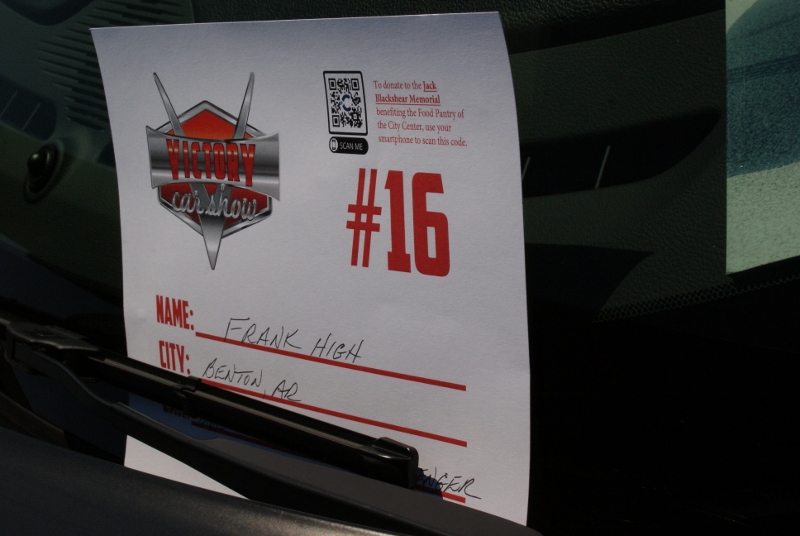 To donate to the Jack
Blackshear Memorial
benefiting the Food Pantry of
the City Center, use your
smartphone to scan this code.
SCAN ME
VICTORY
car show
#16
NAME: FRANK HIGH
CITY: BENTON, AR
ENGER